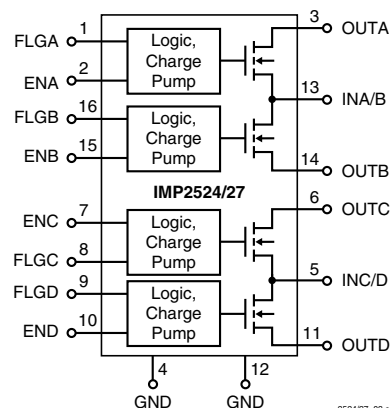 FLGA
1
Logic,
Charge
Pump
3
OUTA
ENA
2
13
INA/B
FLGB
16
Logic,
Charge
Pump
ENB
15
14
OUTB
IMP2524/27
ENC
7
Logic,
Charge
Pump
6
OUTC
FLGC
8
5
INC/D
FLGD
9
Logic,
Charge
Pump
END
10
11
OUTD
4
12
GND
GND